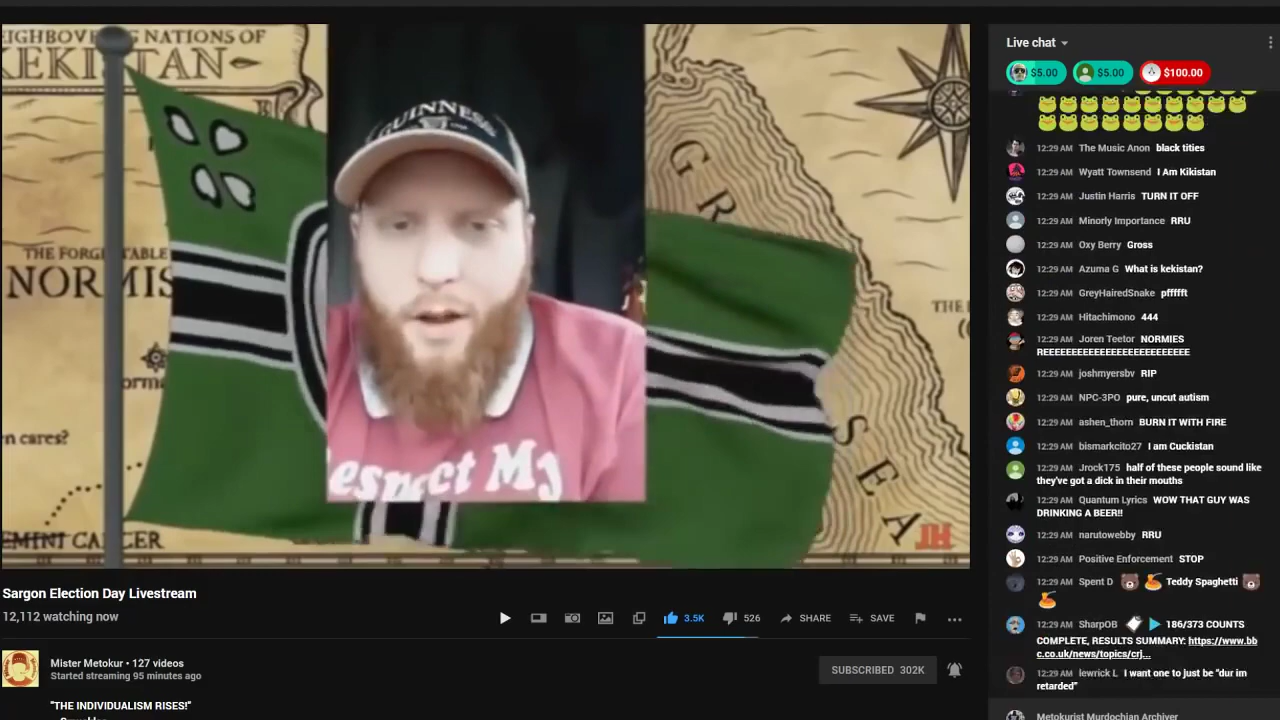 EIGHBOV NG NATIONS OF
KEKISTAN
GUINNESS
G R
THE FORG TABLE
NORMIS
orma
n cares?
EMINI CANCER
espect My
THE
S E A
JH
Sargon Election Day Livestream
12,112 watching now
3.5K
526
SHARE
SAVE
Mister Metokur • 127 videos
Started streaming 95 minutes ago
SUBSCRIBED 302K
"THE INDIVIDUALISM RISES!"
Live chat
$5.00
$5.00
$100.00
12:29 AM The Music Anon black tities
12:29 AM Wyatt Townsend I Am Kikistan
12:29 AM Justin Harris TURN IT OFF
12:29 AM Minorly Importance RRU
12:29 AM Oxy Berry Gross
12:29 AM Azuma G What is kekistan?
12:29 AM GreyHairedSnake pffffft
12:29 AM Hitachimono 444
12:29 AM Joren Teetor NORMIES
REEEEEEEEEEEEEEEEEEEEEEEEEE
12:29 AM joshmyersbv RIP
12:29 AM NPC-3PO pure, uncut autism
12:29 AM ashen_thorn BURN IT WITH FIRE
12:29 AM bismarkcito27 I am Cuckistan
12:29 AM Jrock175 half of these people sound like
they've got a dick in their mouths
12:29 AM Quantum Lyrics WOW THAT GUY WAS
DRINKING A BEER!!
12:29 AM narutowebby RRU
12:29 AM Positive Enforcement STOP
12:29 AM Spent D 🐻 🍝 Teddy Spaghetti 🐻
🍝
12:29 AM SharpOB 186/373 COUNTS
COMPLETE, RESULTS SUMMARY: https://www.bb
c.co.uk/news/topics/crj...
12:29 AM lewrick L I want one to just be "dur im
retarded"
Metokurist Murdochian Archiver